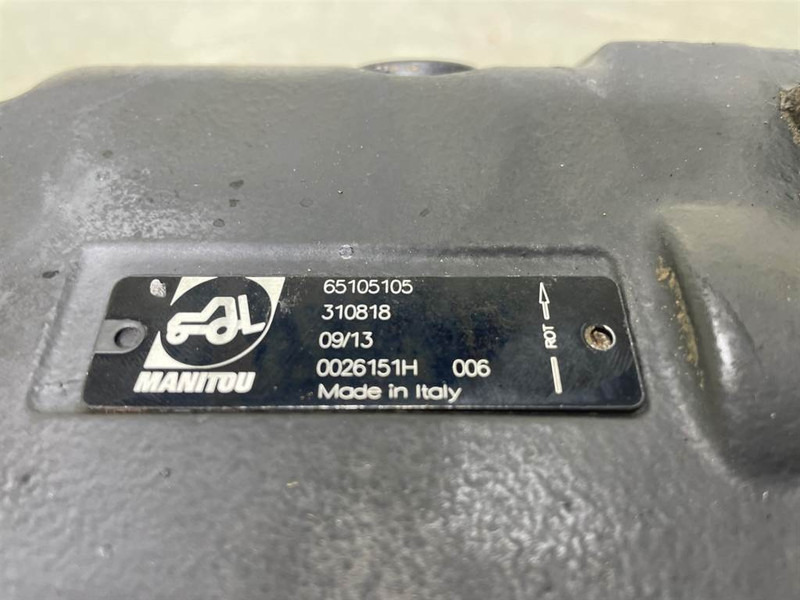 65105105
310818
09/13
0026151H 006
Made in Italy
MANITOU
ROT